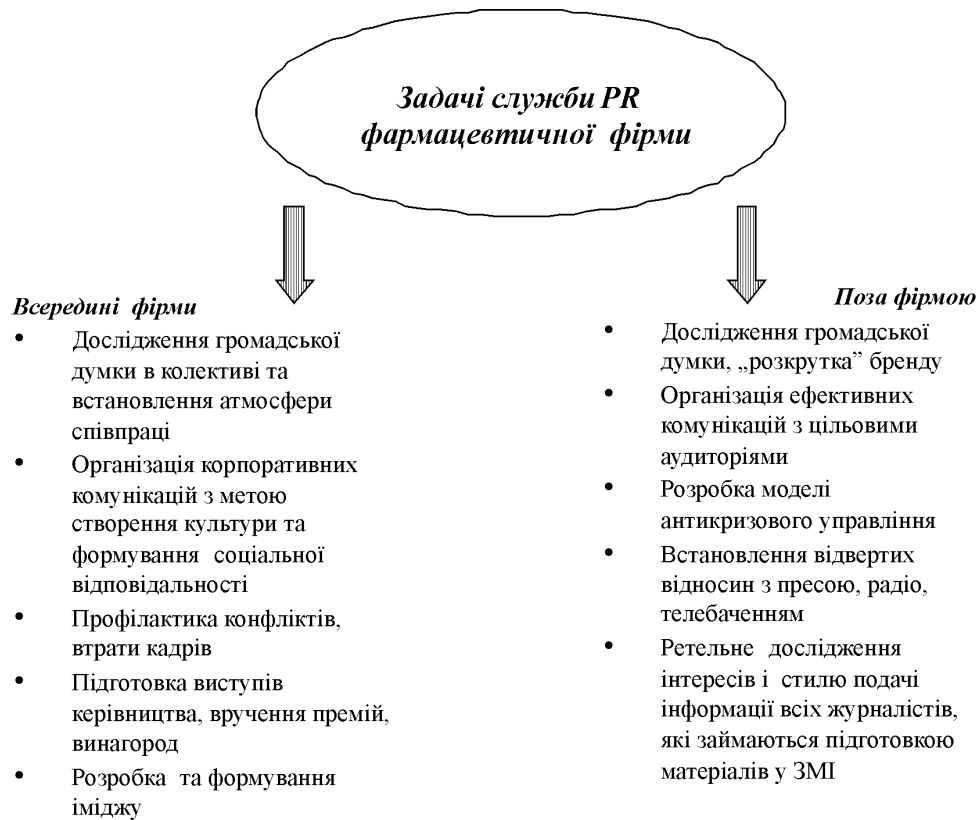 Задачі служби PR
фармацевтичної фірми
Всередині фірми
• Дослідження громадської
думки в колективі та
встановлення атмосфери
співпраці
• Організація корпоративних
комунікацій з метою
створення культури та
формування соціальної
відповідальності
• Профілактика конфліктів,
втрати кадрів
• Підготовка виступів
керівництва, вручення премій,
винагород
• Розробка та формування
іміджу
Поза фірмою
• Дослідження громадської
думки, „розкрутка” бренду
• Організація ефективних
комунікацій з цільовими
аудиторіями
• Розробка моделі
антикризового управління
• Встановлення відвертих
відносин з пресою, радіо,
телебаченням
• Ретельне дослідження
інтересів і стилю подачі
інформації всіх журналістів,
які займаються підготовкою
матеріалів у ЗМІ